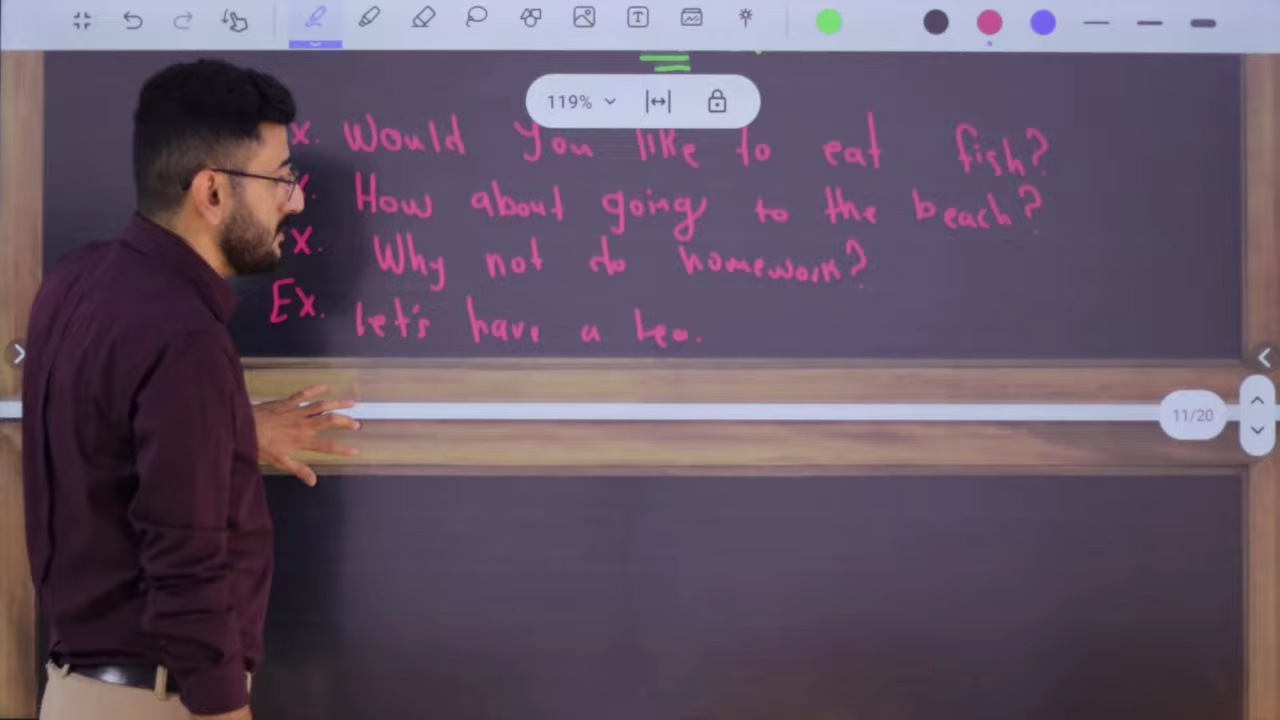 119%
x. Would you like to eat fish?
x. How about going to the beach?
x. Why not do homework?
Ex. Let's have a tea.
11/20